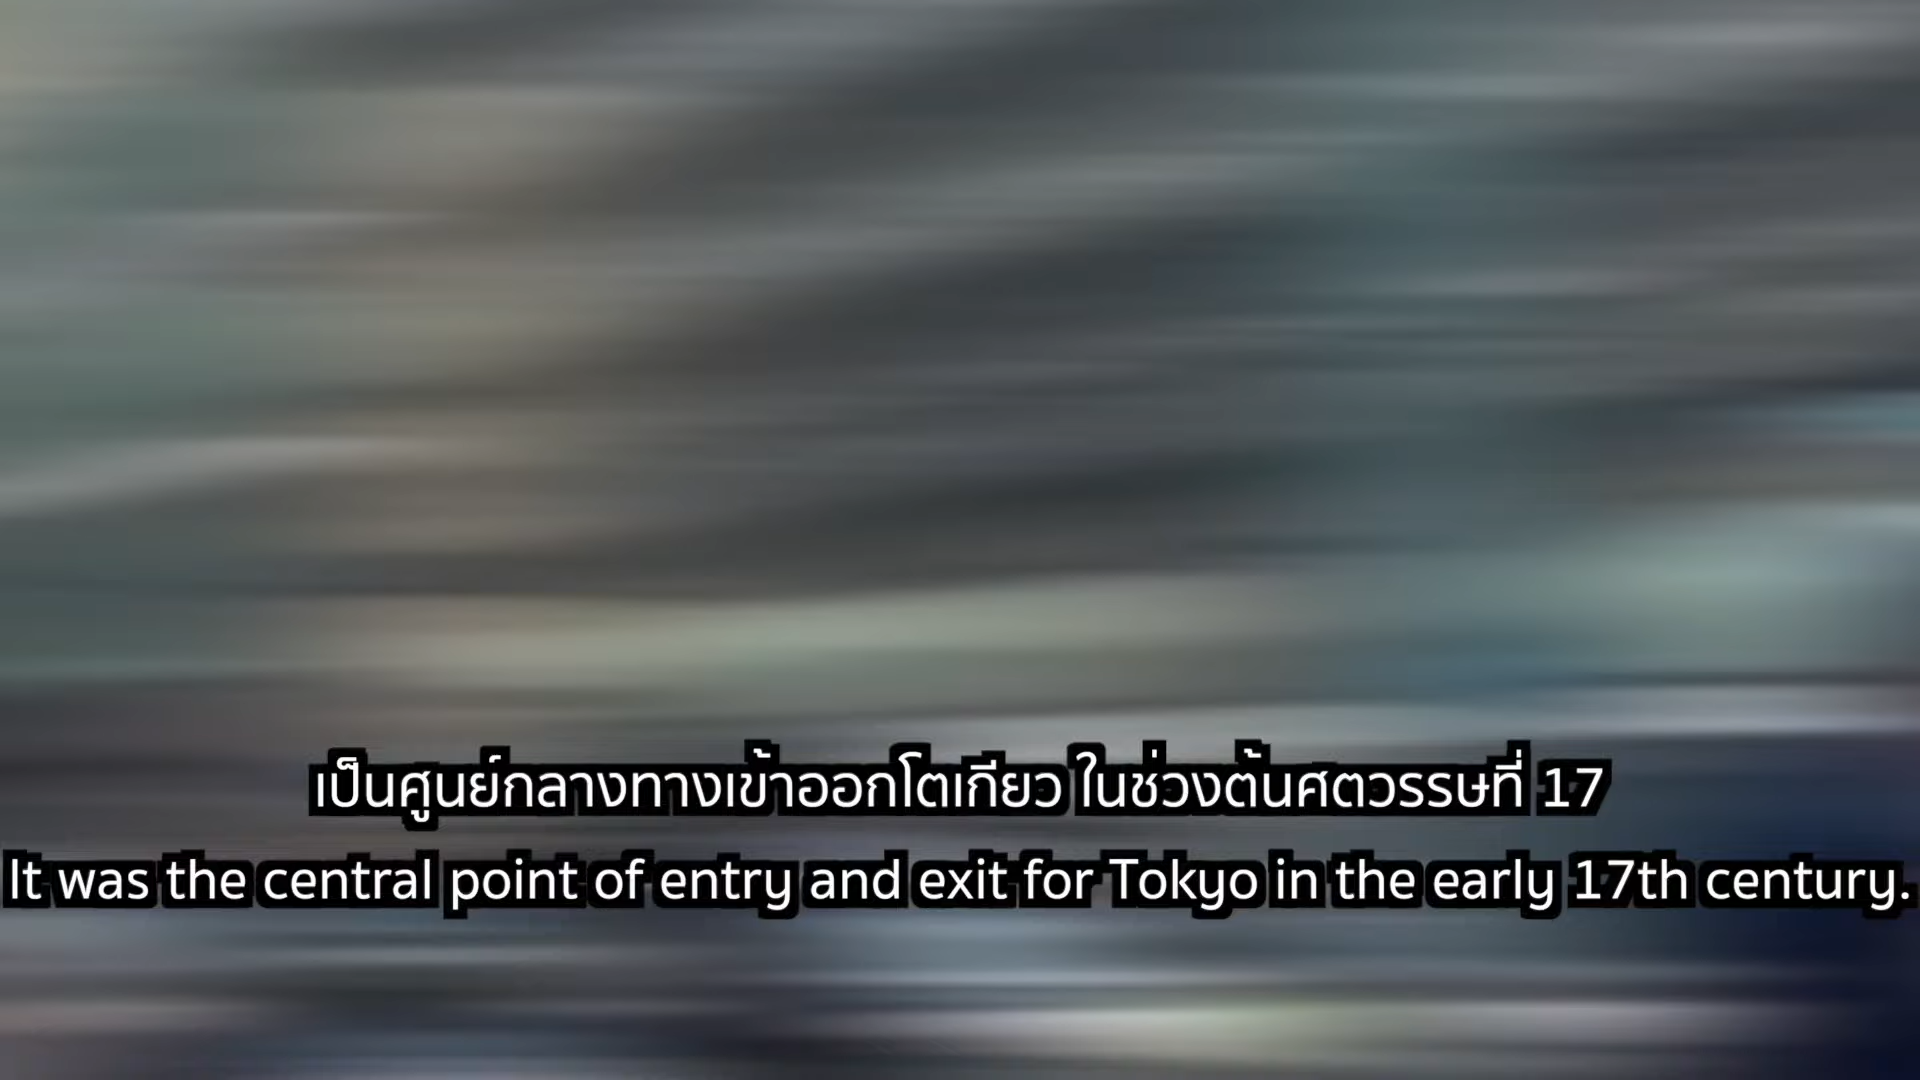 เป็นศูนย์กลางทางเข้าออกโตเกียว ในช่วงต้นศตวรรษที่ 17
It was the central point of entry and exit for Tokyo in the early 17th century.